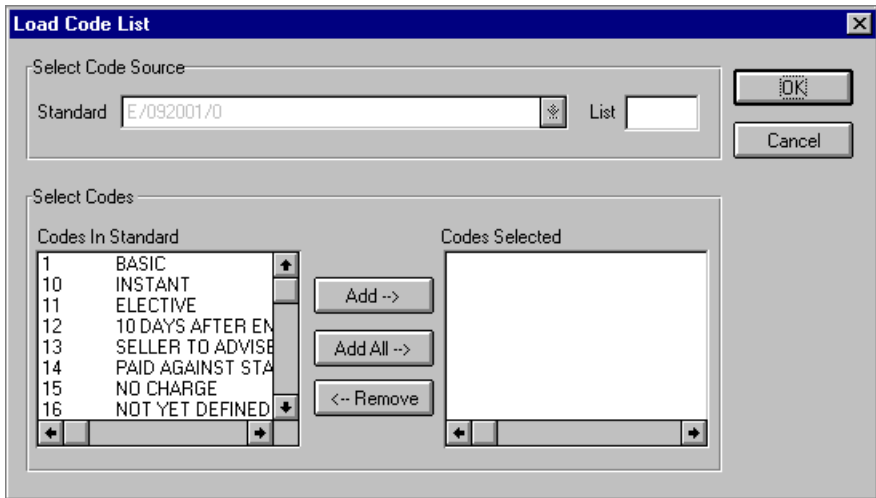 Load Code List
Select Code Source
Standard E/092001/0 List
OK
Cancel
Select Codes
Codes In Standard
Codes Selected
1 BASIC
10 INSTANT
11 ELECTIVE
12 10 DAYS AFTER EN
13 SELLER TO ADVISE
14 PAID AGAINST STA
15 NO CHARGE
16 NOT YET DEFINED
Add -->
Add All -->
<-- Remove